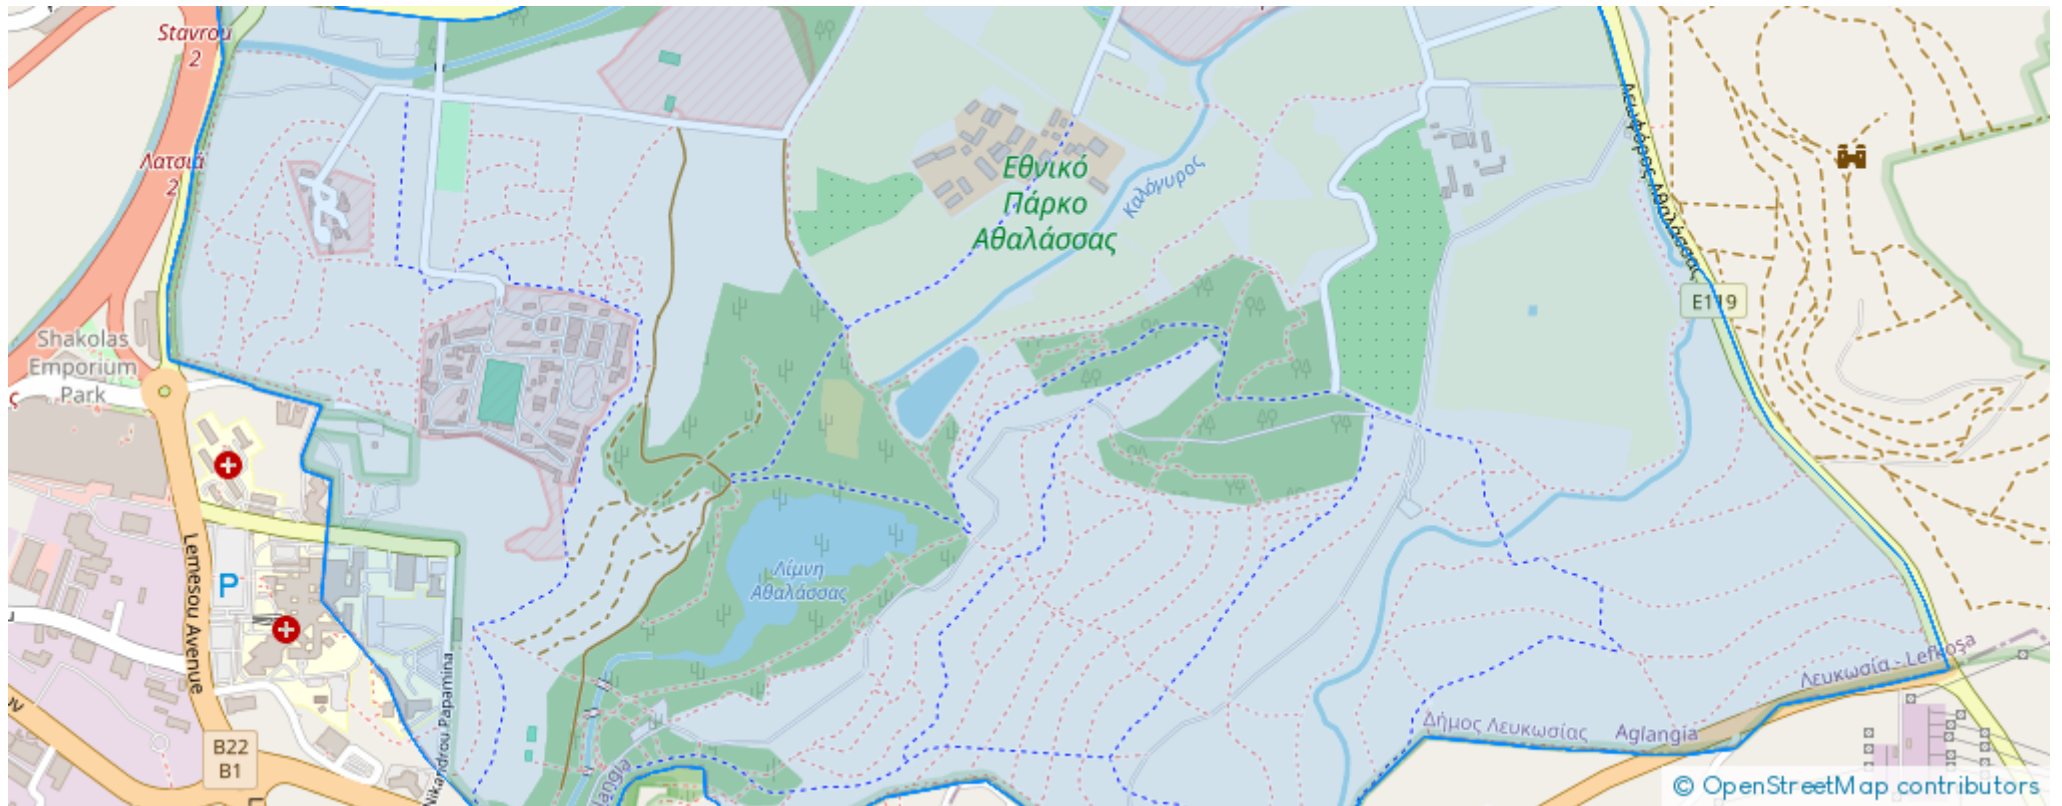 Stavrou
2
Λατσιά
2
Shakolas
Emporium
Park
Lemesou Avenue
P
B22
B1
Nikandrou Papamina
Εθνικό
Πάρκο
Αθαλάσσας
Καλόγυρος
Λίμνη
Αθαλάσσας
Λεωφόρος Αθαλάσσας
E119
Λευκωσία - Lefkoşa
Δήμος Λευκωσίας
Aglangia
© OpenStreetMap contributors